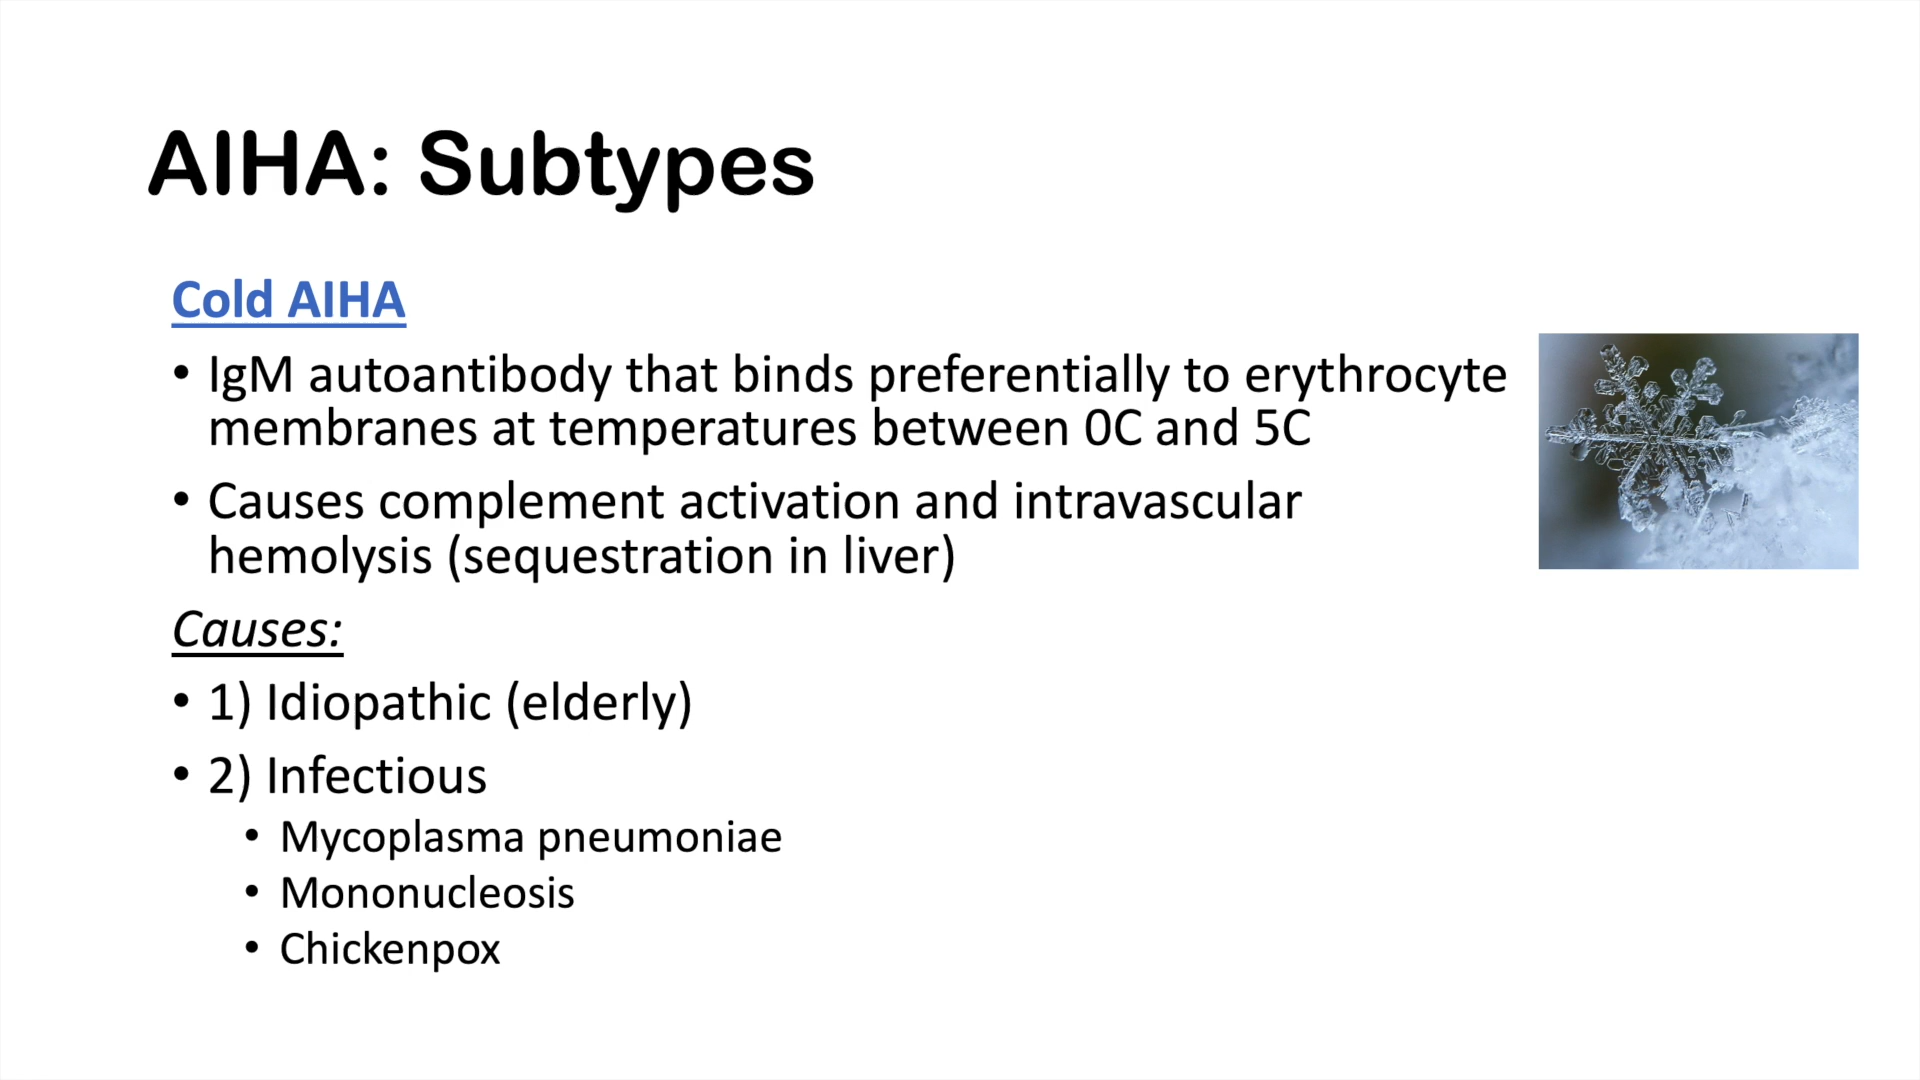 AIHA: Subtypes
Cold AIHA
• IgM autoantibody that binds preferentially to erythrocyte
membranes at temperatures between 0C and 5C
• Causes complement activation and intravascular
hemolysis (sequestration in liver)
Causes:
• 1) Idiopathic (elderly)
• 2) Infectious
• Mycoplasma pneumoniae
• Mononucleosis
• Chickenpox